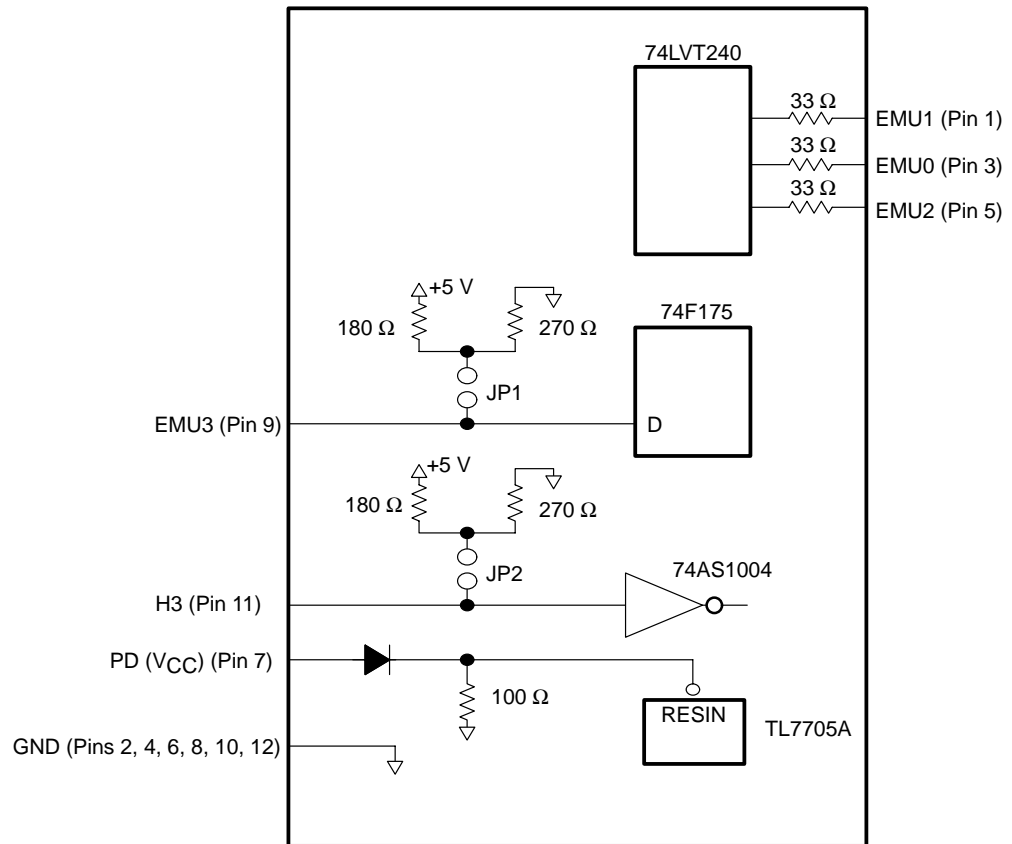 74LVT240
33 Ω
EMU1 (Pin 1)
33 Ω
EMU0 (Pin 3)
33 Ω
EMU2 (Pin 5)
+5 V
180 Ω
270 Ω
74F175
JP1
EMU3 (Pin 9)
D
+5 V
180 Ω
270 Ω
JP2
74AS1004
H3 (Pin 11)
PD (VCC) (Pin 7)
100 Ω
RESIN
TL7705A
GND (Pins 2, 4, 6, 8, 10, 12)